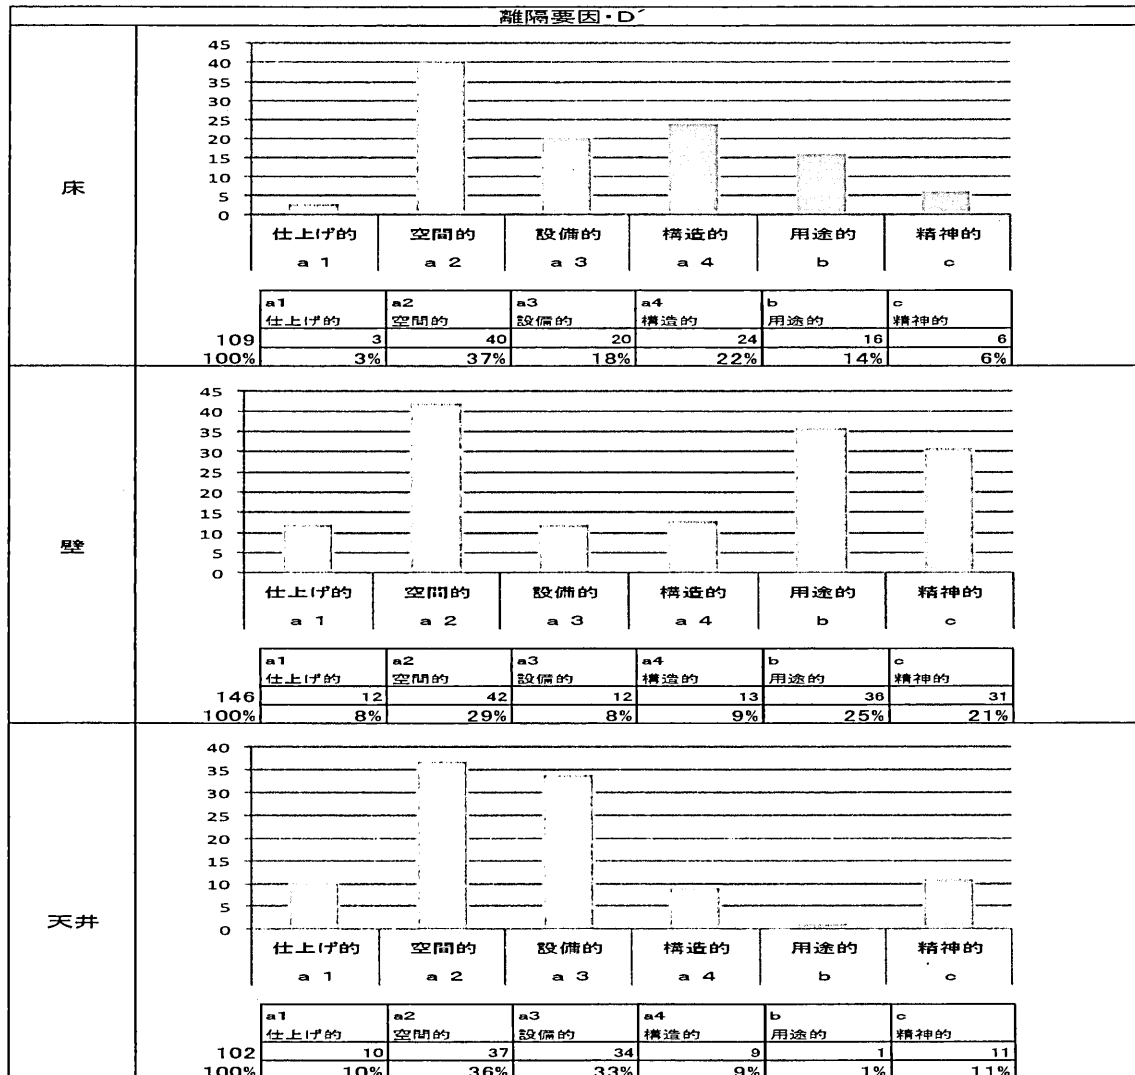 離隔要因・D´
床
45
40
35
30
25
20
15
10
5
0
仕上げ的 空間的 設備的 構造的 用途的 精神的
a 1 a 2 a 3 a 4 b c
a1 a2 a3 a4 b c
仕上げ的 空間的 設備的 構造的 用途的 精神的
109 3 40 20 24 16 6
100% 3% 37% 18% 22% 14% 6%
壁
45
40
35
30
25
20
15
10
5
0
仕上げ的 空間的 設備的 構造的 用途的 精神的
a 1 a 2 a 3 a 4 b c
a1 a2 a3 a4 b c
仕上げ的 空間的 設備的 構造的 用途的 精神的
146 12 42 12 13 36 31
100% 8% 29% 8% 9% 25% 21%
天井
40
35
30
25
20
15
10
5
0
仕上げ的 空間的 設備的 構造的 用途的 精神的
a 1 a 2 a 3 a 4 b c
a1 a2 a3 a4 b c
仕上げ的 空間的 設備的 構造的 用途的 精神的
102 10 37 34 9 1 11
100% 10% 36% 33% 9% 1% 11%